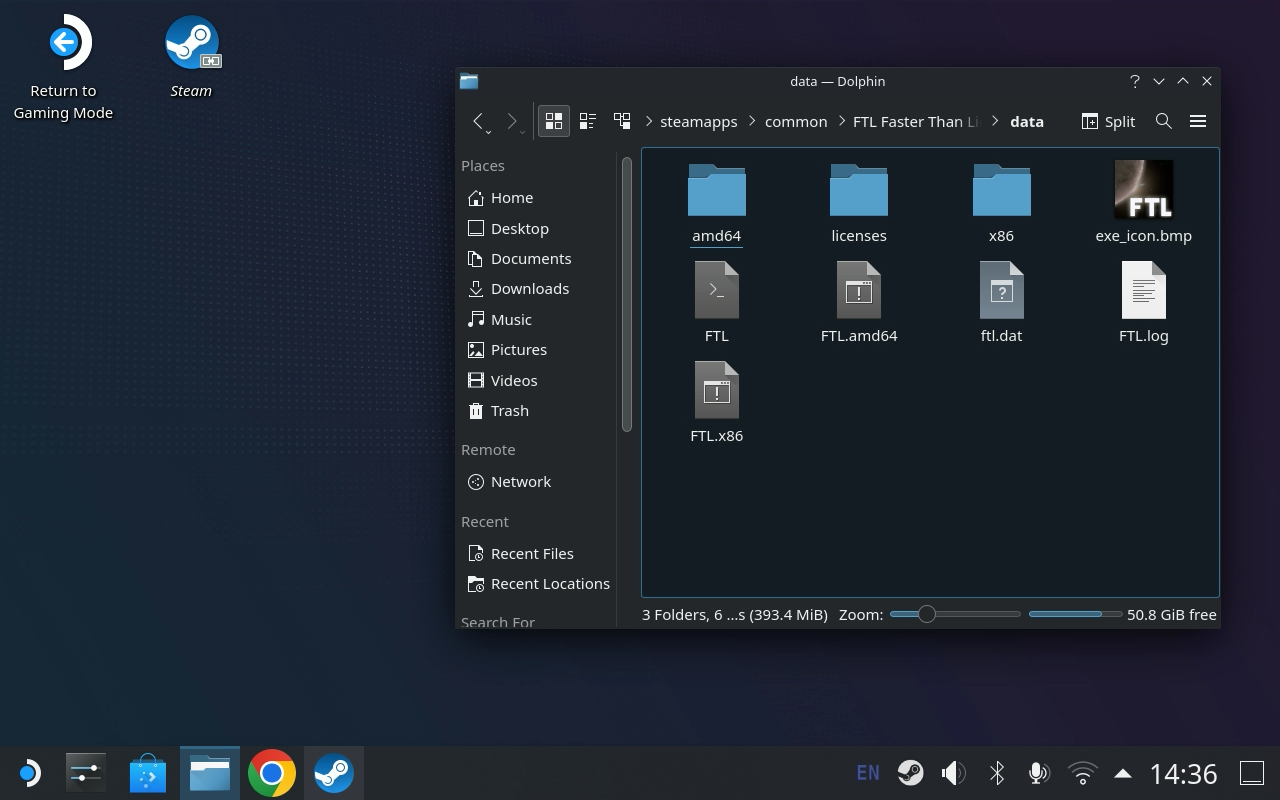 Return to
Gaming Mode
Steam
data — Dolphin
steamapps
common
FTL Faster Than Li
data
Split
Places
Home
Desktop
Documents
Downloads
Music
Pictures
Videos
Trash
Remote
Network
Recent
Recent Files
Recent Locations
Search For
amd64
licenses
x86
FTL
exe_icon.bmp
FTL
FTL.amd64
ftl.dat
FTL.log
FTL.x86
3 Folders, 6 ...s (393.4 MiB)
Zoom:
50.8 GiB free
EN
14:36